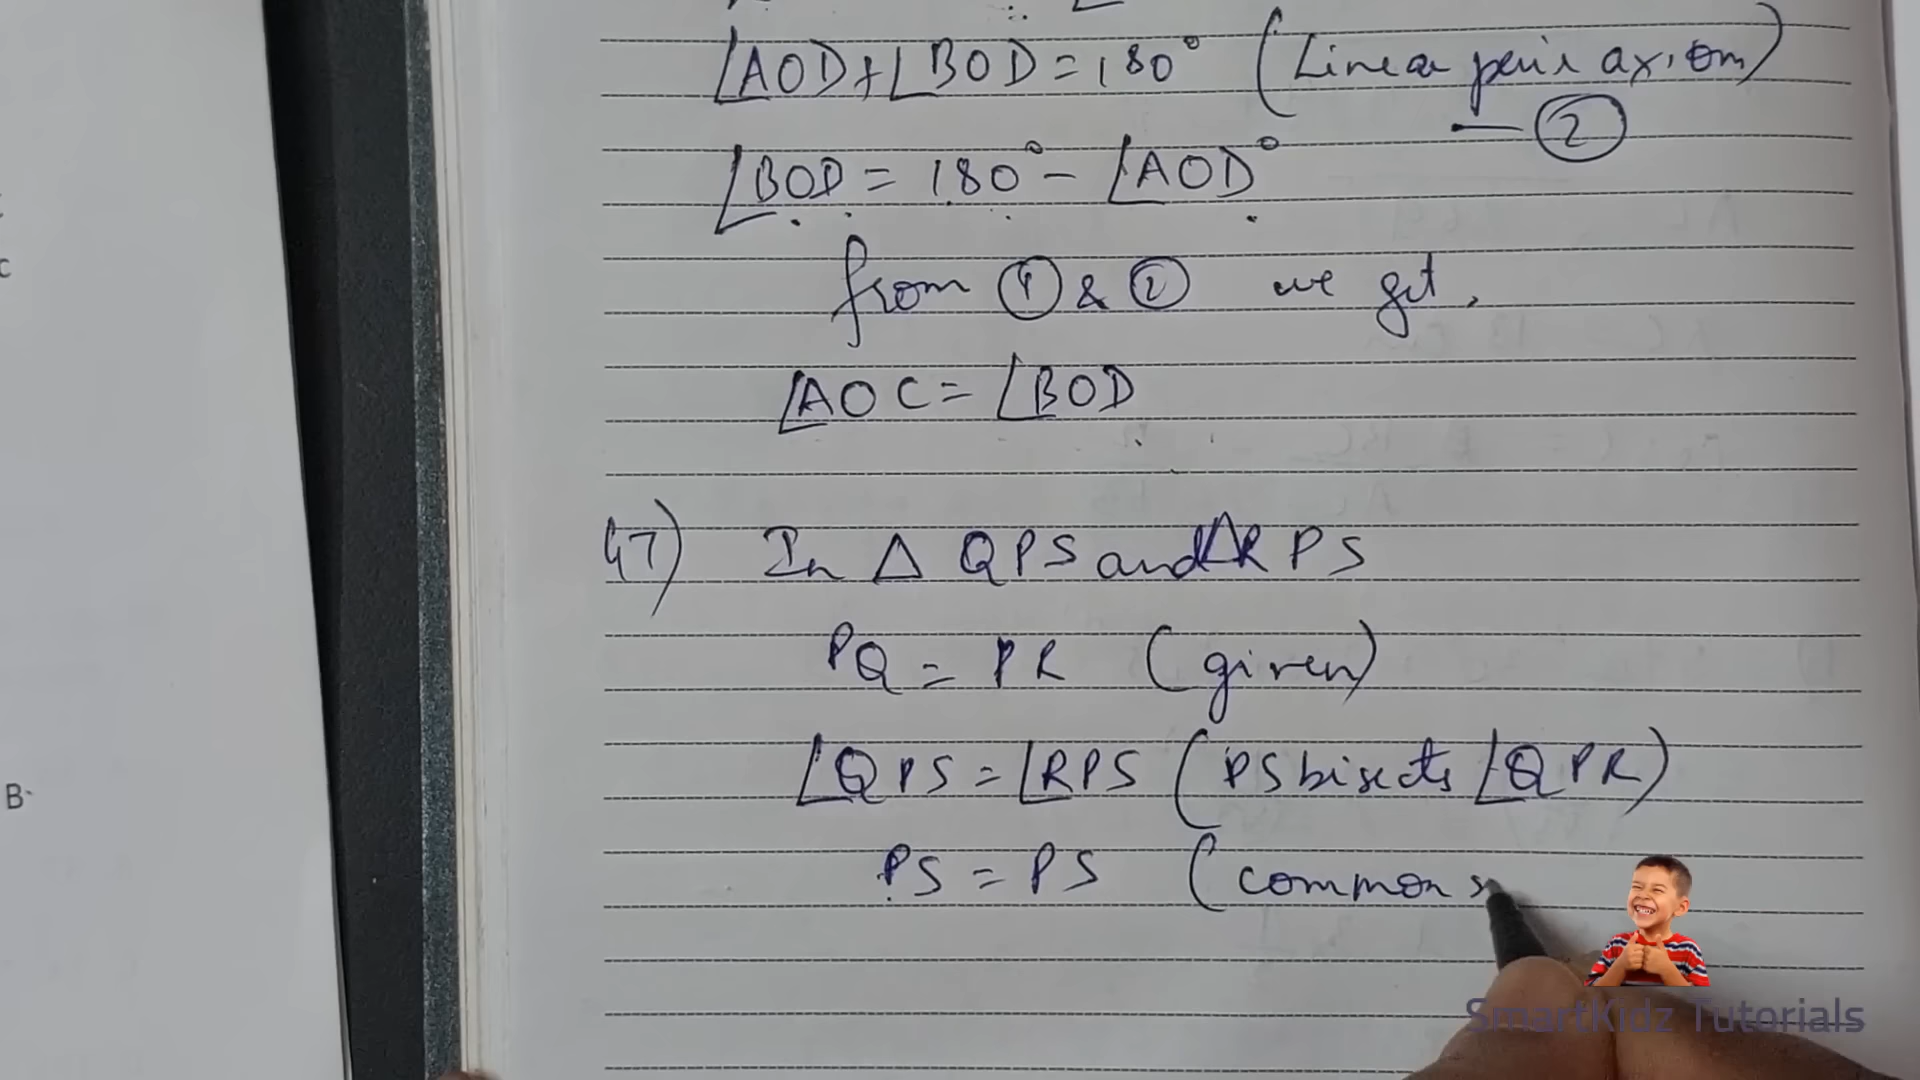 ∠AOD + ∠BOD = 180° (Linear pair axiom)
— ②
∠BOD = 180° - ∠AOD°
from ① & ② we get,
∠AOC = ∠BOD
47) In △ QPS and △RPS
PQ = PR (given)
∠QPS = ∠RPS (PS bisects ∠QPR)
PS = PS (common s
SmartKidz Tutorials
C
B